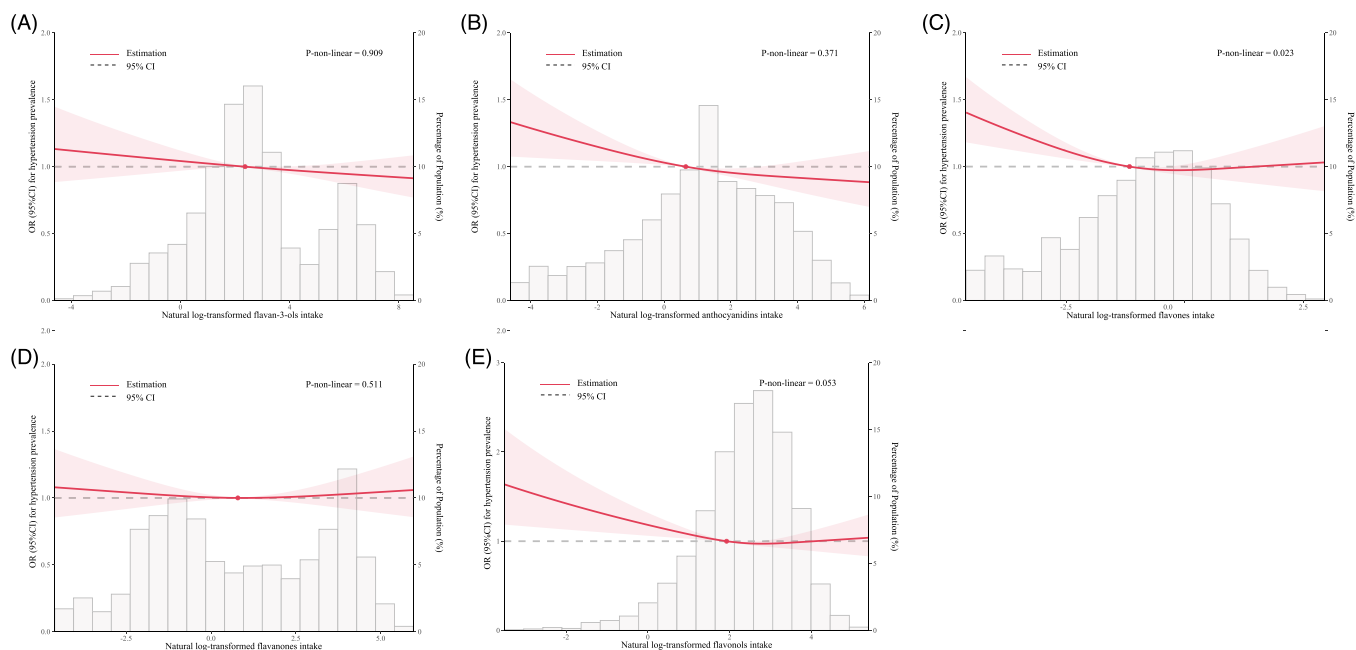 (A)
2.0
1.5
1.0
0.5
0.0
OR (95%CI) for hypertension prevalence
Estimation
95% CI
P-non-linear = 0.909
20
15
10
5
0
Percentage of Population (%)
-4 0 4 8
Natural log-transformed flavan-3-ols intake
(B)
2.0
1.5
1.0
0.5
0.0
OR (95%CI) for hypertension prevalence
Estimation
95% CI
P-non-linear = 0.371
20
15
10
5
0
Percentage of Population (%)
-4 -2 0 2 4 6
Natural log-transformed anthocyanidins intake
(C)
2.0
1.5
1.0
0.5
0.0
OR (95%CI) for hypertension prevalence
Estimation
95% CI
P-non-linear = 0.023
20
15
10
5
0
Percentage of Population (%)
-2.5 0.0 2.5
Natural log-transformed flavones intake
2.0
(D)
2.0
1.5
1.0
0.5
0.0
OR (95%CI) for hypertension prevalence
Estimation
95% CI
P-non-linear = 0.511
20
15
10
5
0
Percentage of Population (%)
-2.5 0.0 2.5 5.0
Natural log-transformed flavanones intake
2.0
(E)
3
2
1
0
OR (95%CI) for hypertension prevalence
Estimation
95% CI
P-non-linear = 0.053
20
15
10
5
0
Percentage of Population (%)
-2 0 2 4
Natural log-transformed flavonols intake